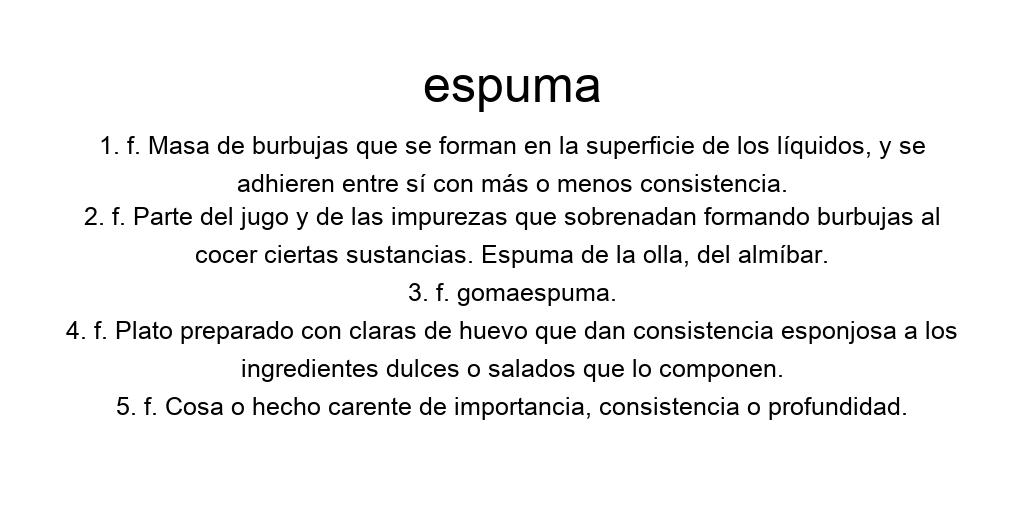 espuma
1. f. Masa de burbujas que se forman en la superficie de los líquidos, y se
adhieren entre sí con más o menos consistencia.
2. f. Parte del jugo y de las impurezas que sobrenadan formando burbujas al
cocer ciertas sustancias. Espuma de la olla, del almíbar.
3. f. gomaespuma.
4. f. Plato preparado con claras de huevo que dan consistencia esponjosa a los
ingredientes dulces o salados que lo componen.
5. f. Cosa o hecho carente de importancia, consistencia o profundidad.